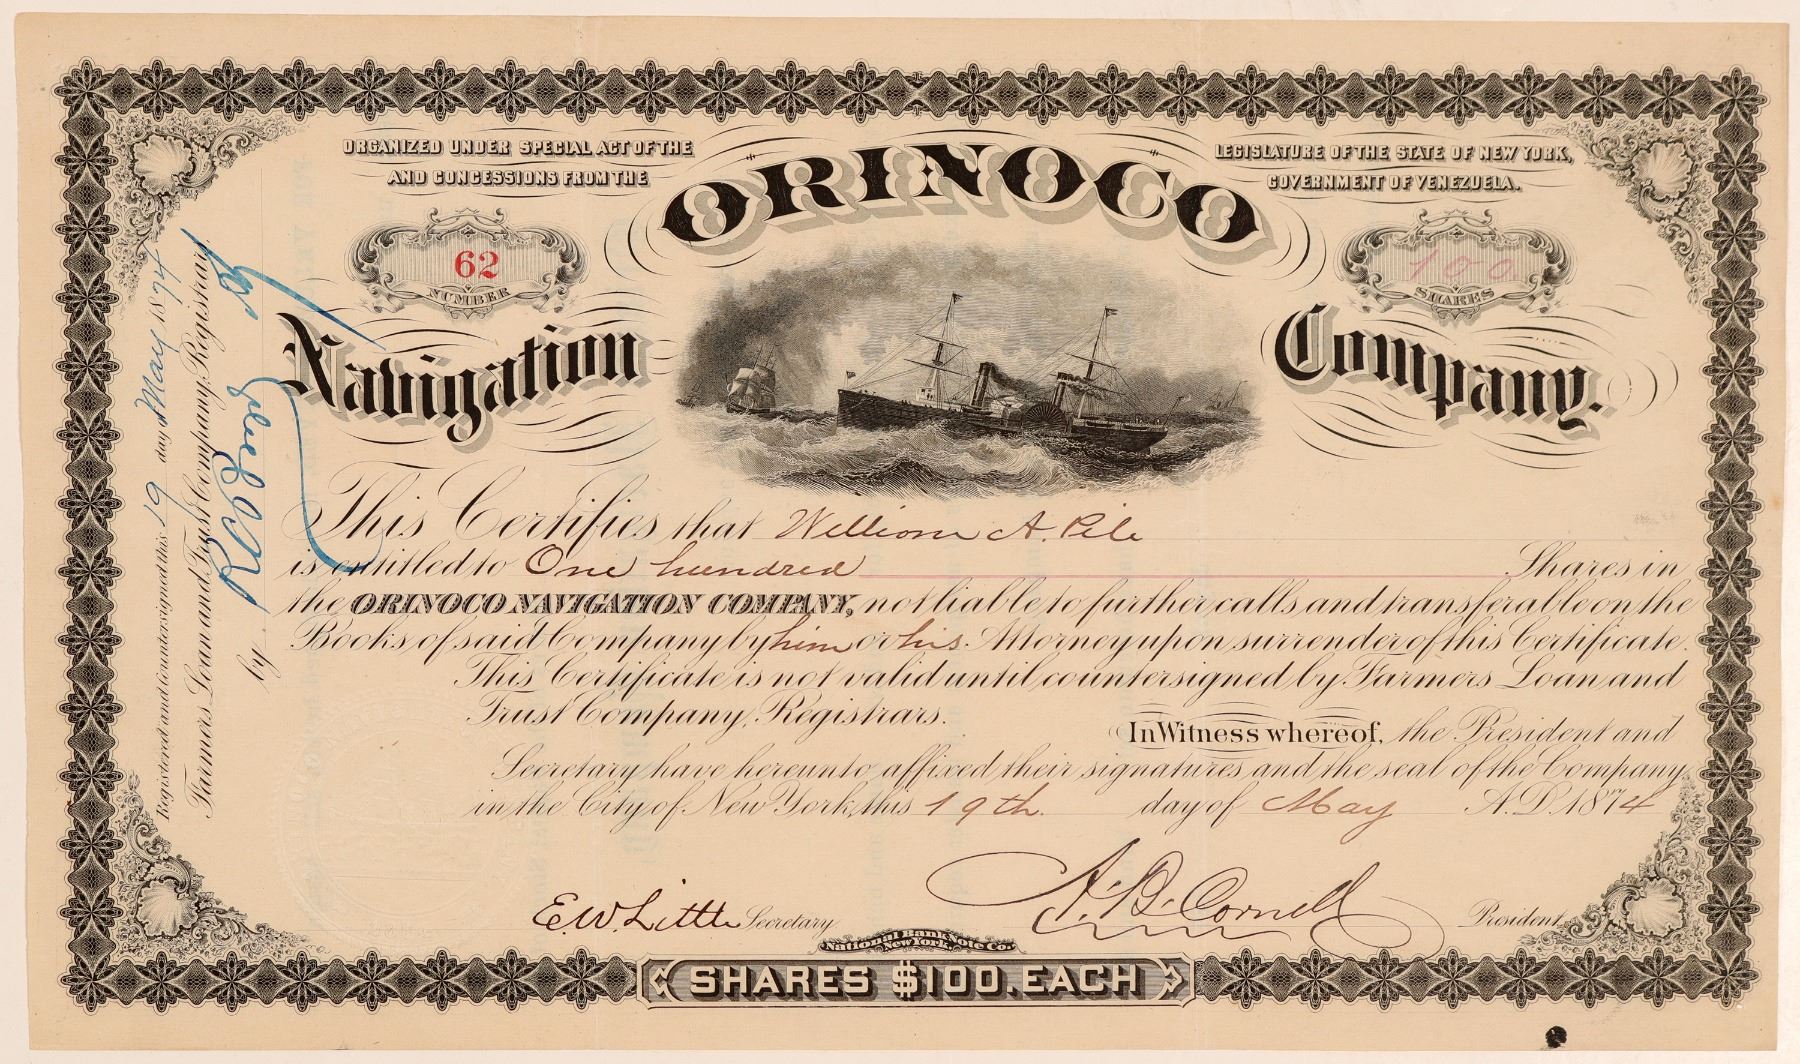 ORGANIZED UNDER SPECIAL ACT OF THE LEGISLATURE OF THE STATE OF NEW YORK,
AND CONCESSIONS FROM THE GOVERNMENT OF VENEZUELA.
ORINOCO
62
NUMBER
100
SHARES
Navigation Company.
This Certifies that William A. Pile
is entitled to One hundred Shares in
the ORINOCO NAVIGATION COMPANY, not liable to further calls and transferable on the
Books of said Company by him or his Attorney upon surrender of this Certificate.
This Certificate is not valid until countersigned by Farmers Loan and
Trust Company, Registrars.
In Witness whereof, the President and
Secretary have hereunto affixed their signatures and the seal of the Company
in the City of New York, this 19th day of May A.D. 1874
E.W. Little Secretary
A. B. Cornell President
National Bank Note Co.
New York.
SHARES $100. EACH
Registered and countersigned this 19 day of May 1874
Farmers Loan and Trust Company, Registrars
by